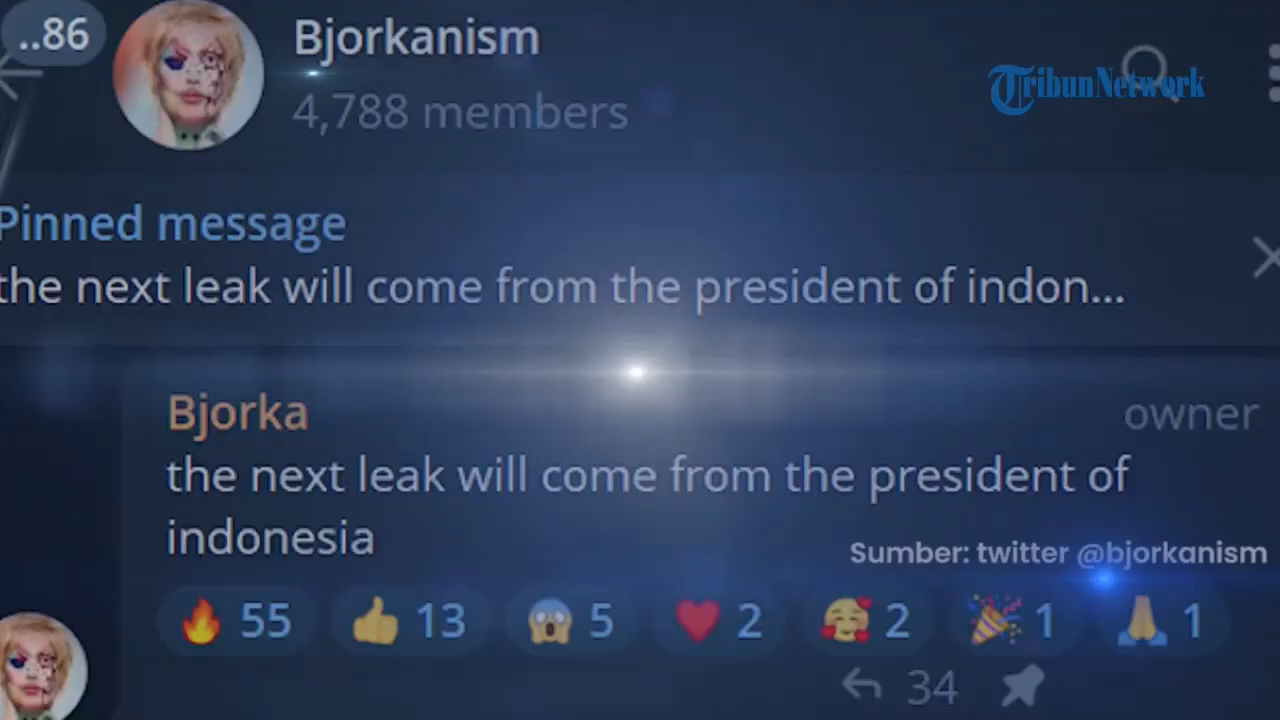 ..86
Bjorkanism
4,788 members
TribunNetwork
Pinned message
the next leak will come from the president of indon...
Bjorka
owner
the next leak will come from the president of
indonesia
Sumber: twitter @bjorkanism
55 13 5 2 2 1 1
34